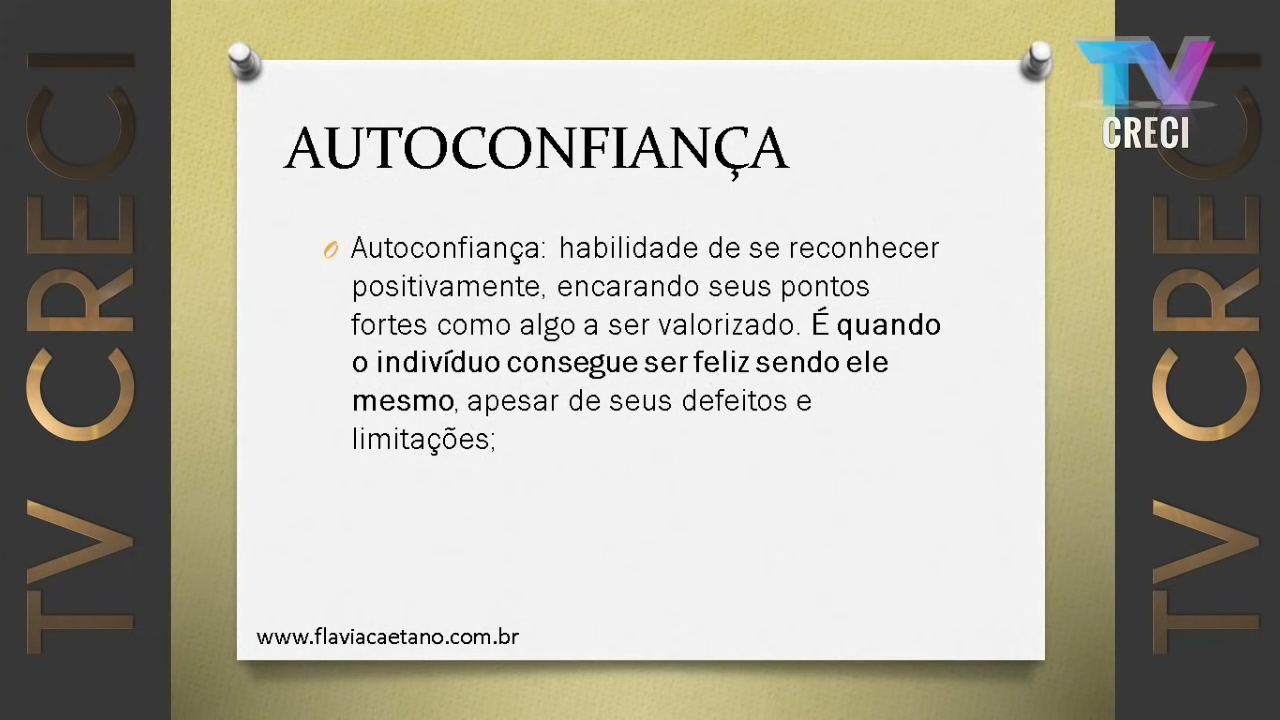 TV CRECI
TV
CRECI
AUTOCONFIANÇA
Autoconfiança: habilidade de se reconhecer
positivamente, encarando seus pontos
fortes como algo a ser valorizado. É quando
o indivíduo consegue ser feliz sendo ele
mesmo, apesar de seus defeitos e
limitações;
www.flaviacaetano.com.br
TV CRECI